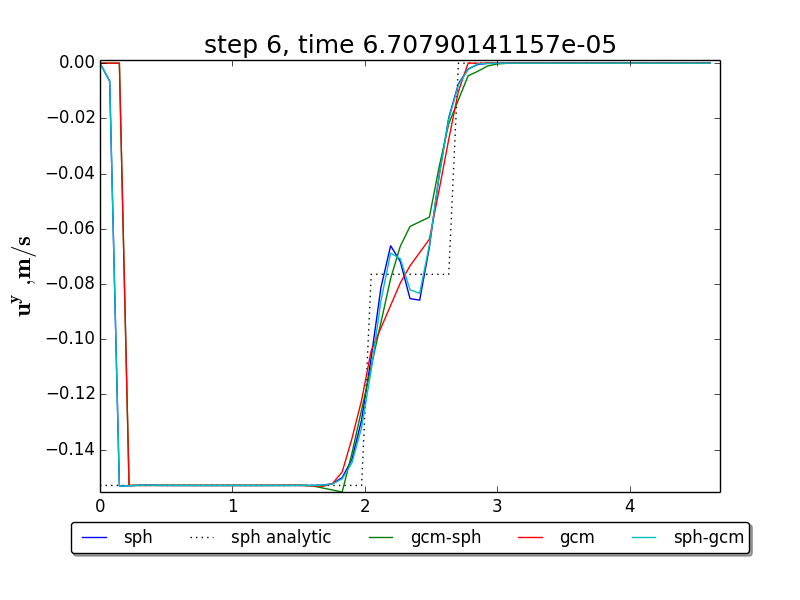 step 6, time 6.70790141157e-05
0.00
−0.02
−0.04
−0.06
−0.08
−0.10
−0.12
−0.14
u^y ,m/s
0 1 2 3 4
sph sph analytic gcm-sph gcm sph-gcm